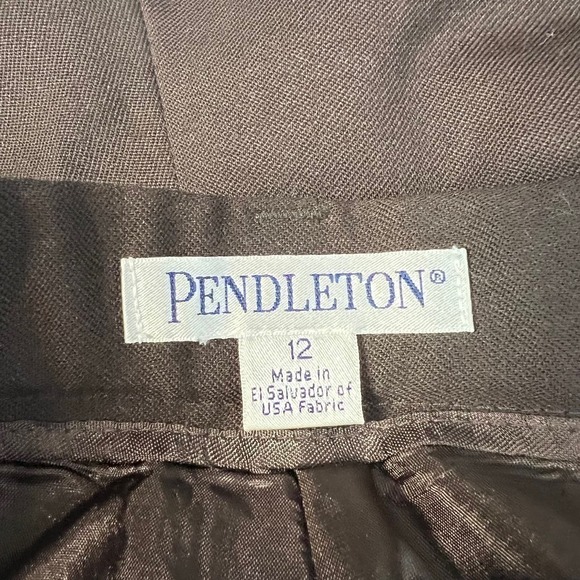 PENDLETON®
12
Made in
El Salvador of
USA Fabric